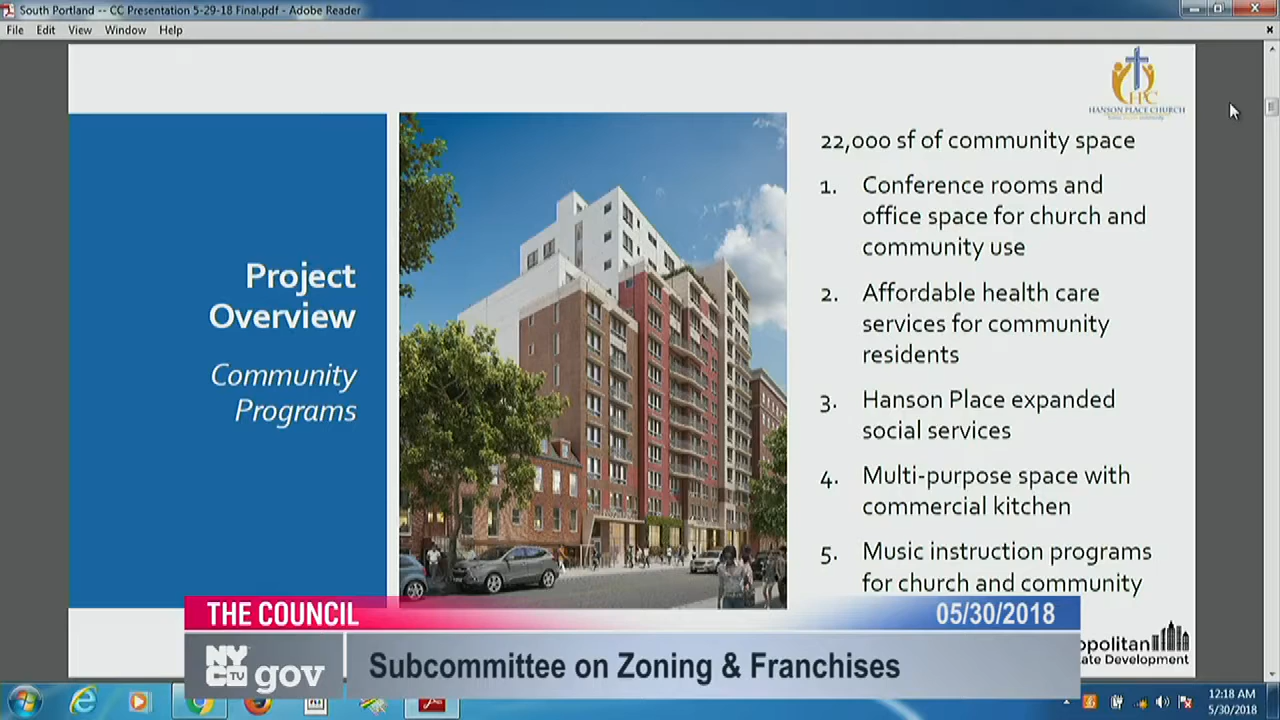 South Portland -- CC Presentation 5-29-18 Final.pdf - Adobe Reader
File Edit View Window Help
HPC
HANSON PLACE CHURCH
22,000 sf of community space
1. Conference rooms and
office space for church and
community use
2. Affordable health care
services for community
residents
3. Hanson Place expanded
social services
4. Multi-purpose space with
commercial kitchen
5. Music instruction programs
for church and community
Project
Overview
Community
Programs
THE COUNCIL
05/30/2018
NYC TV gov
Subcommittee on Zoning & Franchises
opolitan
ate Development
12:18 AM
5/30/2018